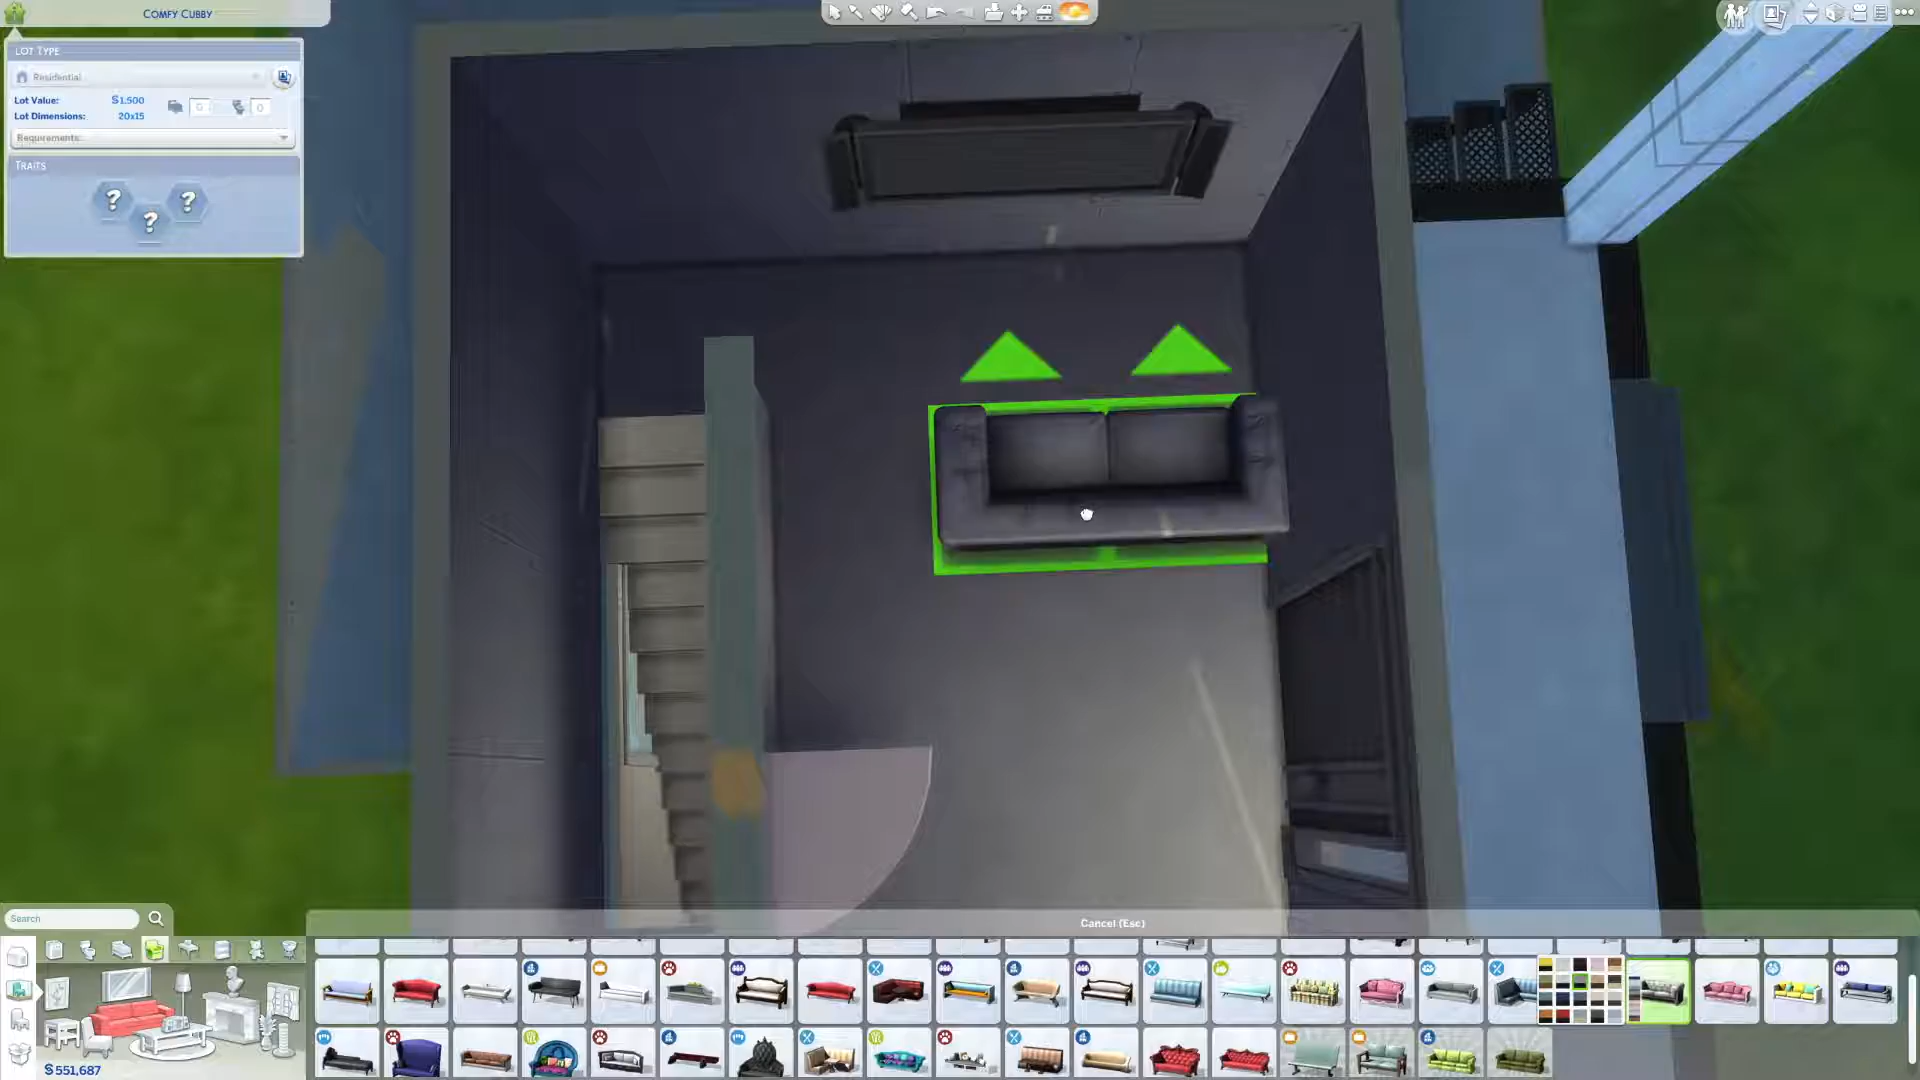 COMFY CUBBY
LOT TYPE
Residential
Lot Value: §1,500
Lot Dimensions: 20x15
Requirements:
TRAITS
? ? ?
Cancel (Esc)
Search
§551,687